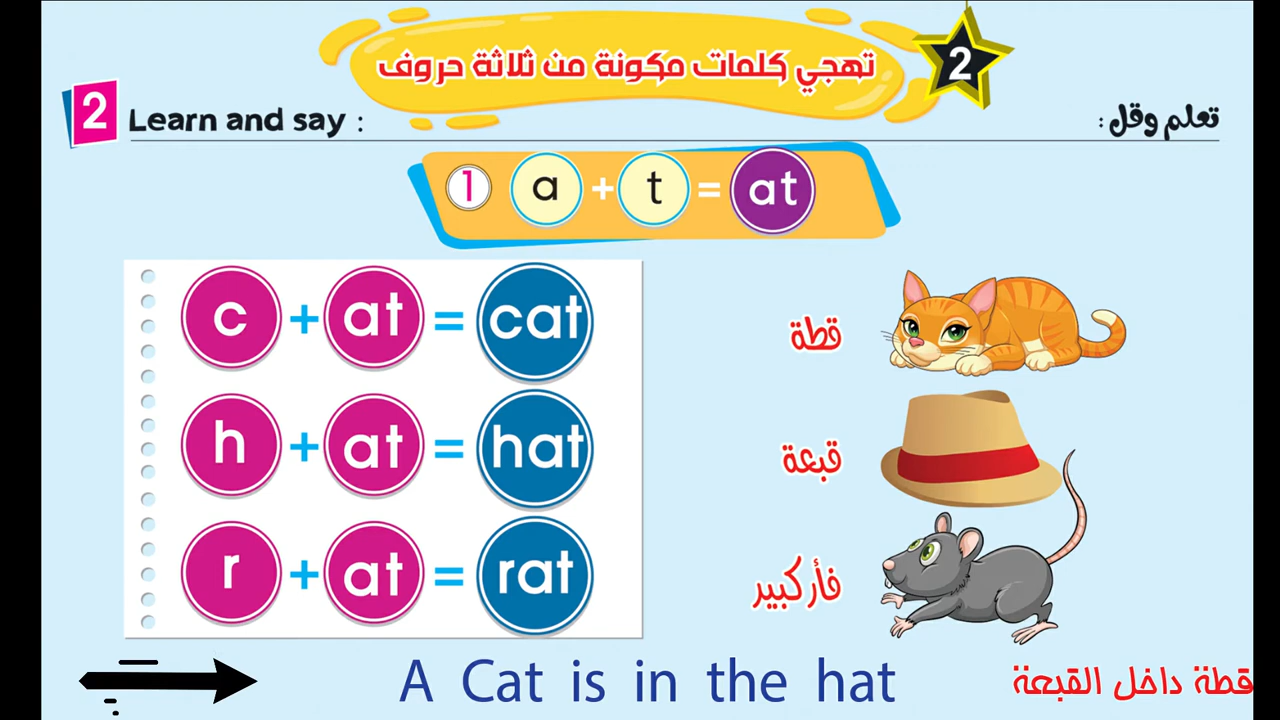 تهجي كلمات مكونة من ثلاثة حروف 2
2 Learn and say : تعلم وقل :
1 a + t = at
c + at = cat قطة
h + at = hat قبعة
r + at = rat فأر كبير
A Cat is in the hat قطة داخل القبعة